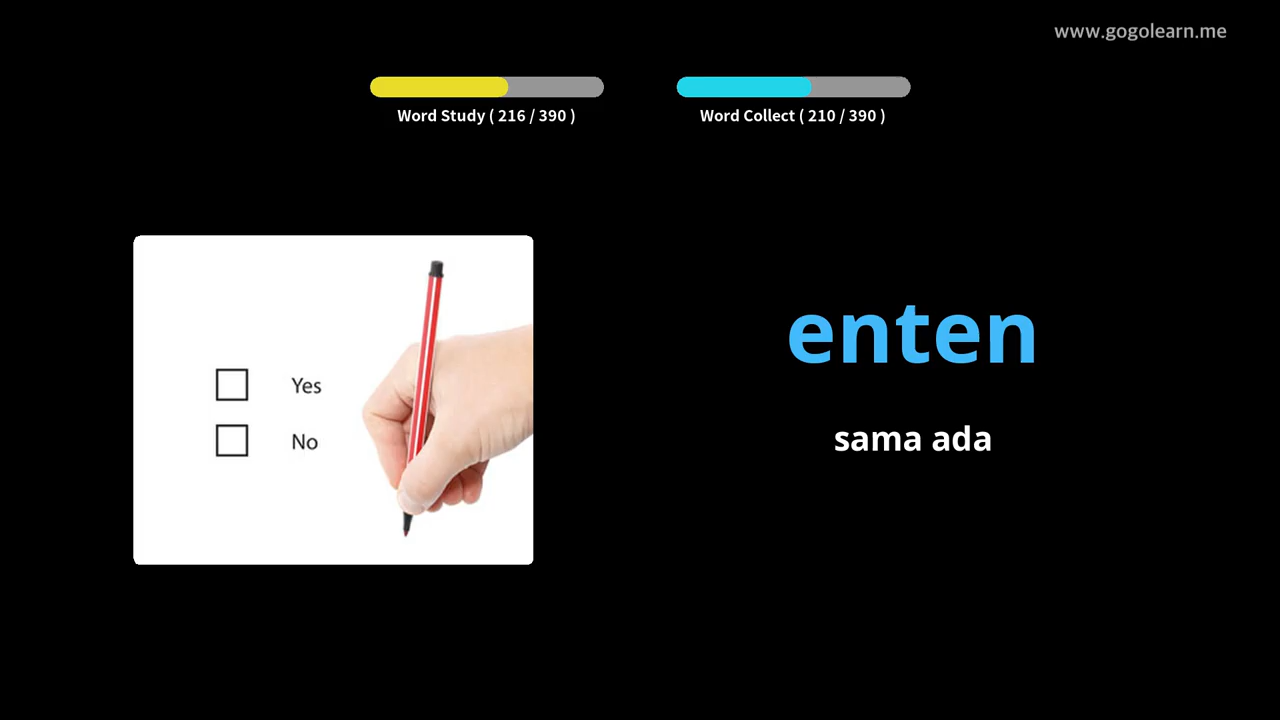 www.gogolearn.me
Word Study ( 216 / 390 )
Word Collect ( 210 / 390 )
Yes
No
enten
sama ada